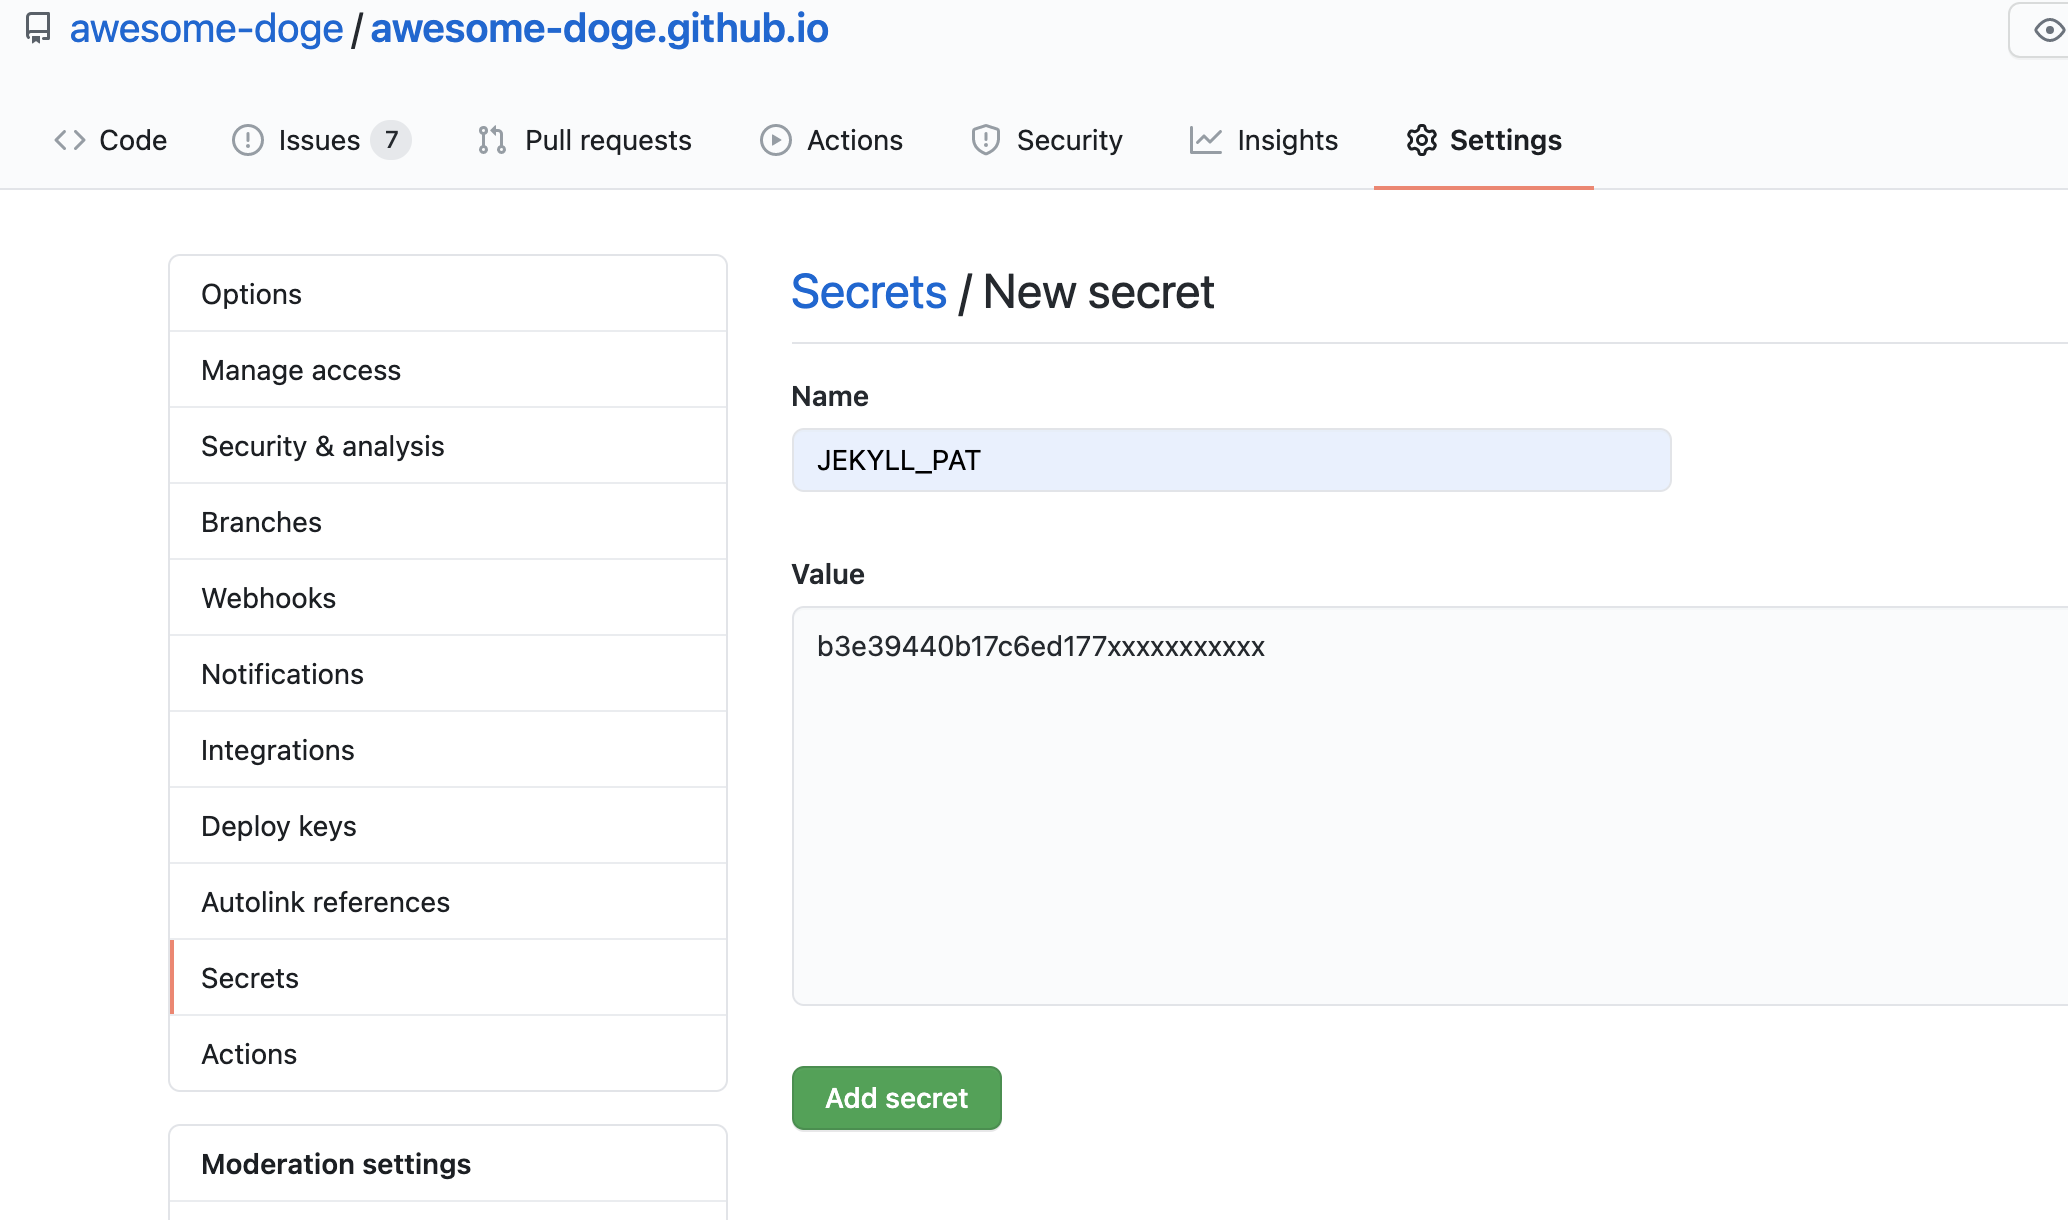 awesome-doge / awesome-doge.github.io
Code Issues 7 Pull requests Actions Security Insights Settings
Options
Manage access
Security & analysis
Branches
Webhooks
Notifications
Integrations
Deploy keys
Autolink references
Secrets
Actions
Moderation settings
Secrets / New secret
Name
JEKYLL_PAT
Value
b3e39440b17c6ed177xxxxxxxxxxx
Add secret